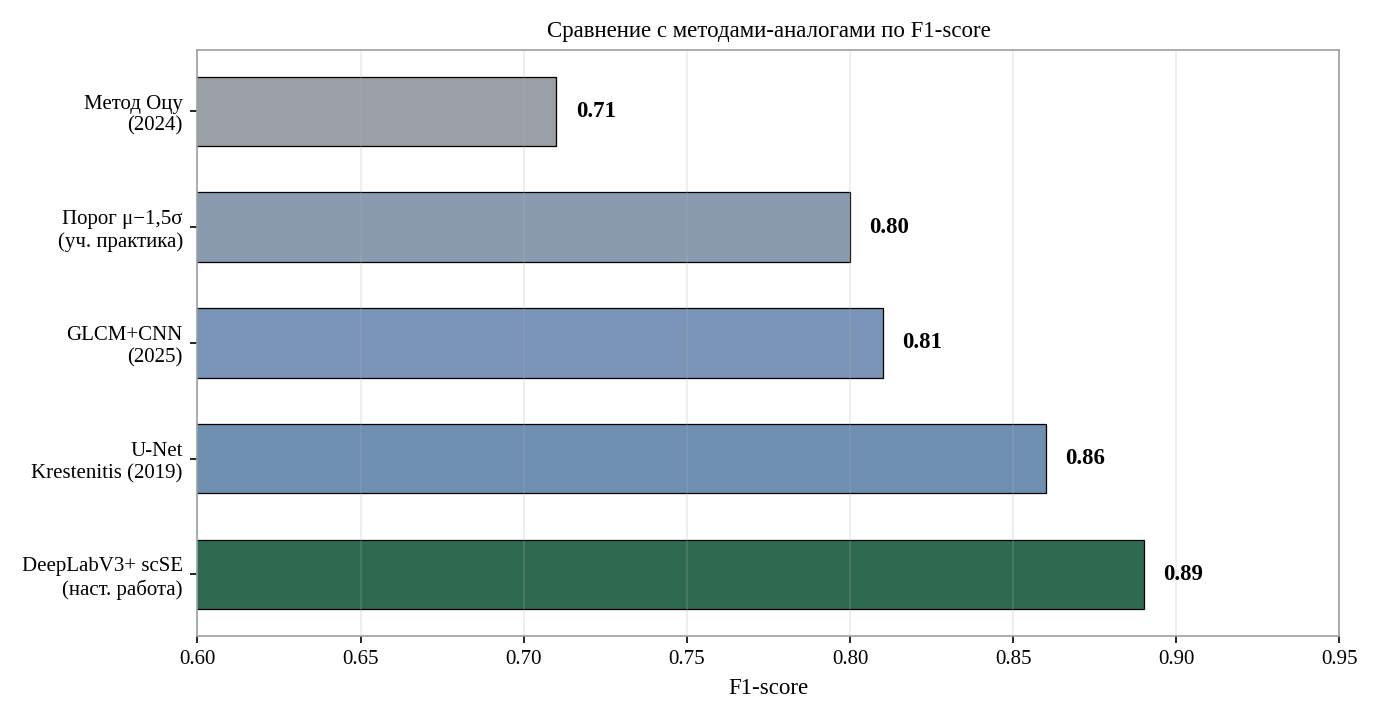 Сравнение с методами-аналогами по F1-score
Метод Оцу
(2024)
0.71
Порог μ−1,5σ
(уч. практика)
0.80
GLCM+CNN
(2025)
0.81
U-Net
Krestenitis (2019)
0.86
DeepLabV3+ scSE
(наст. работа)
0.89
0.60 0.65 0.70 0.75 0.80 0.85 0.90 0.95
F1-score